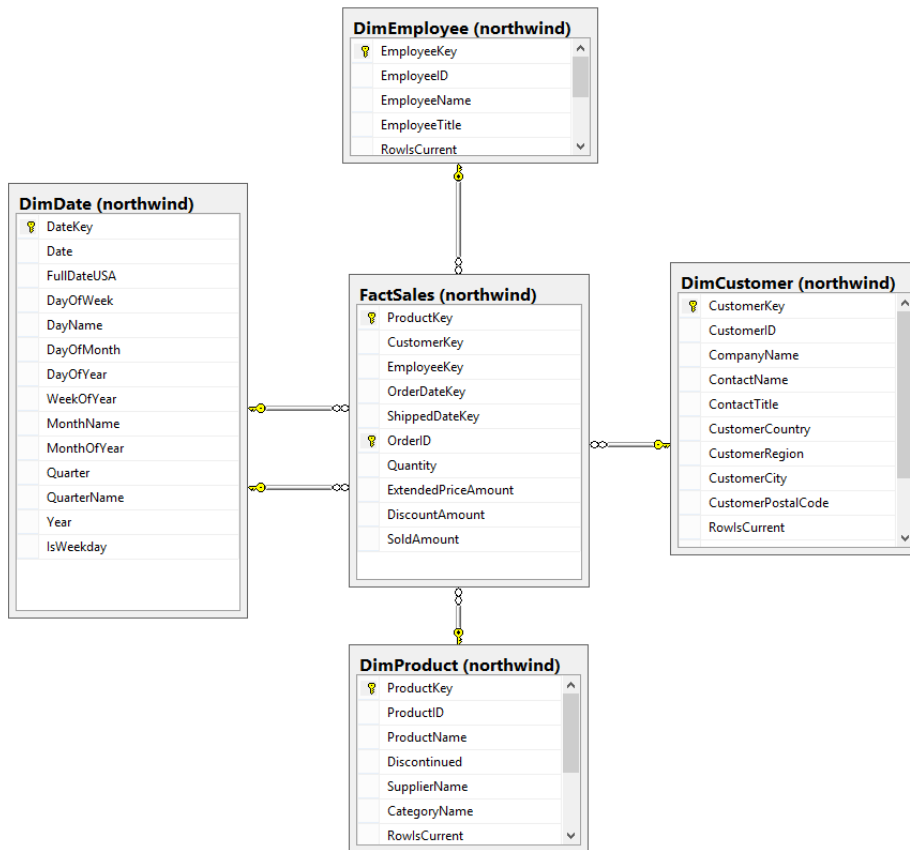 DimEmployee (northwind)
EmployeeKey
EmployeeID
EmployeeName
EmployeeTitle
RowIsCurrent
DimDate (northwind)
DateKey
Date
FullDateUSA
DayOfWeek
DayName
DayOfMonth
DayOfYear
WeekOfYear
MonthName
MonthOfYear
Quarter
QuarterName
Year
IsWeekday
FactSales (northwind)
ProductKey
CustomerKey
EmployeeKey
OrderDateKey
ShippedDateKey
OrderID
Quantity
ExtendedPriceAmount
DiscountAmount
SoldAmount
DimCustomer (northwind)
CustomerKey
CustomerID
CompanyName
ContactName
ContactTitle
CustomerCountry
CustomerRegion
CustomerCity
CustomerPostalCode
RowIsCurrent
DimProduct (northwind)
ProductKey
ProductID
ProductName
Discontinued
SupplierName
CategoryName
RowIsCurrent